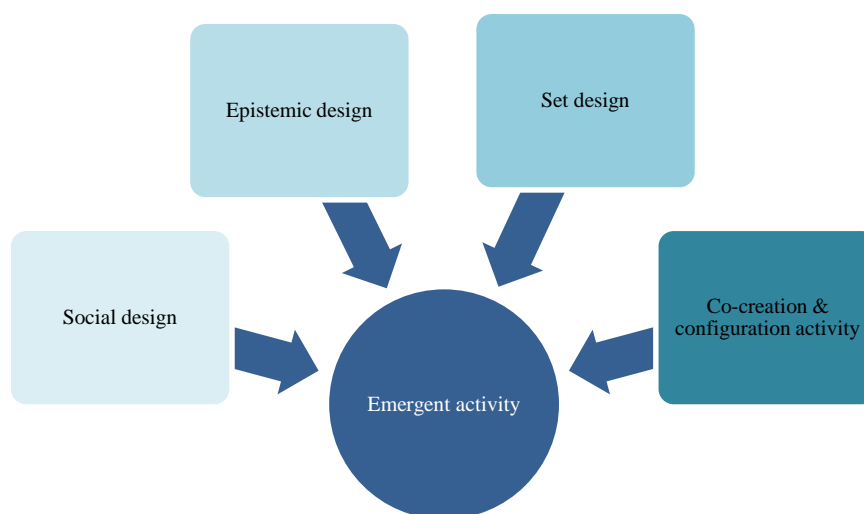 Epistemic design
Set design
Social design
Co-creation &
configuration activity
Emergent activity